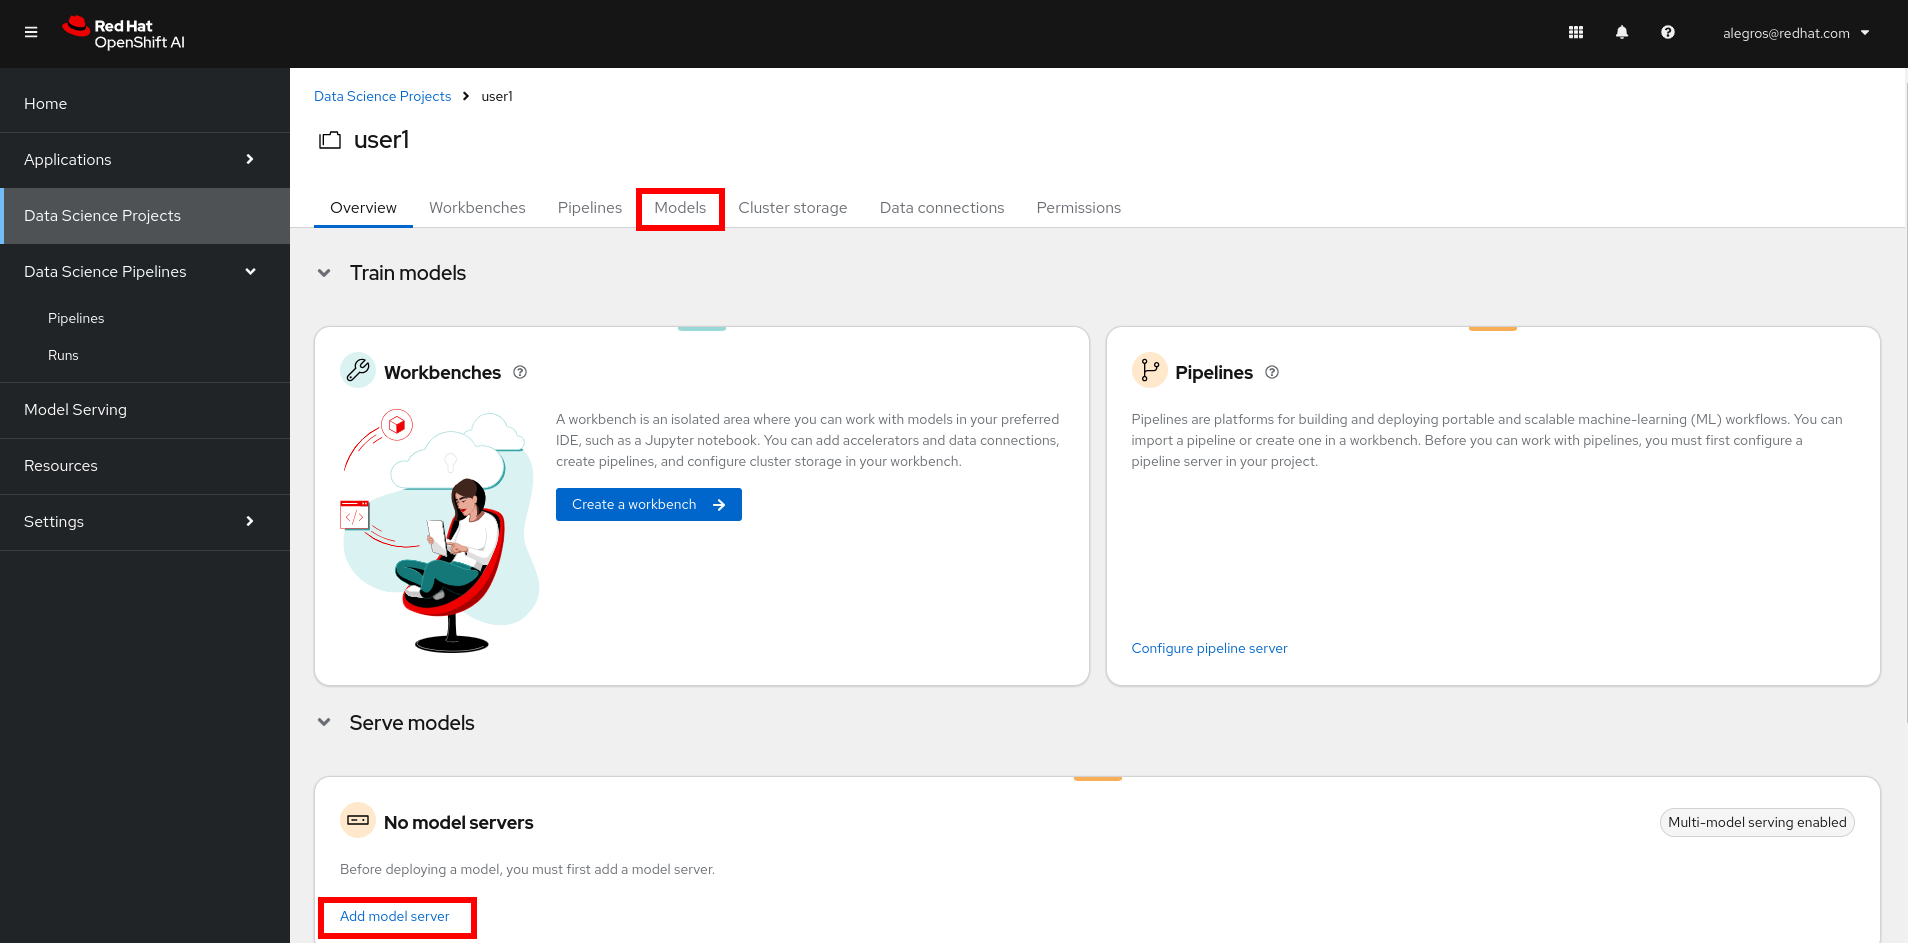 Red Hat
OpenShift AI
alegros@redhat.com
Home
Applications
Data Science Projects
Data Science Pipelines
Pipelines
Runs
Model Serving
Resources
Settings
Data Science Projects > user1
user1
Overview Workbenches Pipelines Models Cluster storage Data connections Permissions
Train models
Workbenches
A workbench is an isolated area where you can work with models in your preferred
IDE, such as a Jupyter notebook. You can add accelerators and data connections,
create pipelines, and configure cluster storage in your workbench.
Create a workbench
Pipelines
Pipelines are platforms for building and deploying portable and scalable machine-learning (ML) workflows. You can
import a pipeline or create one in a workbench. Before you can work with pipelines, you must first configure a
pipeline server in your project.
Configure pipeline server
Serve models
No model servers
Multi-model serving enabled
Before deploying a model, you must first add a model server.
Add model server